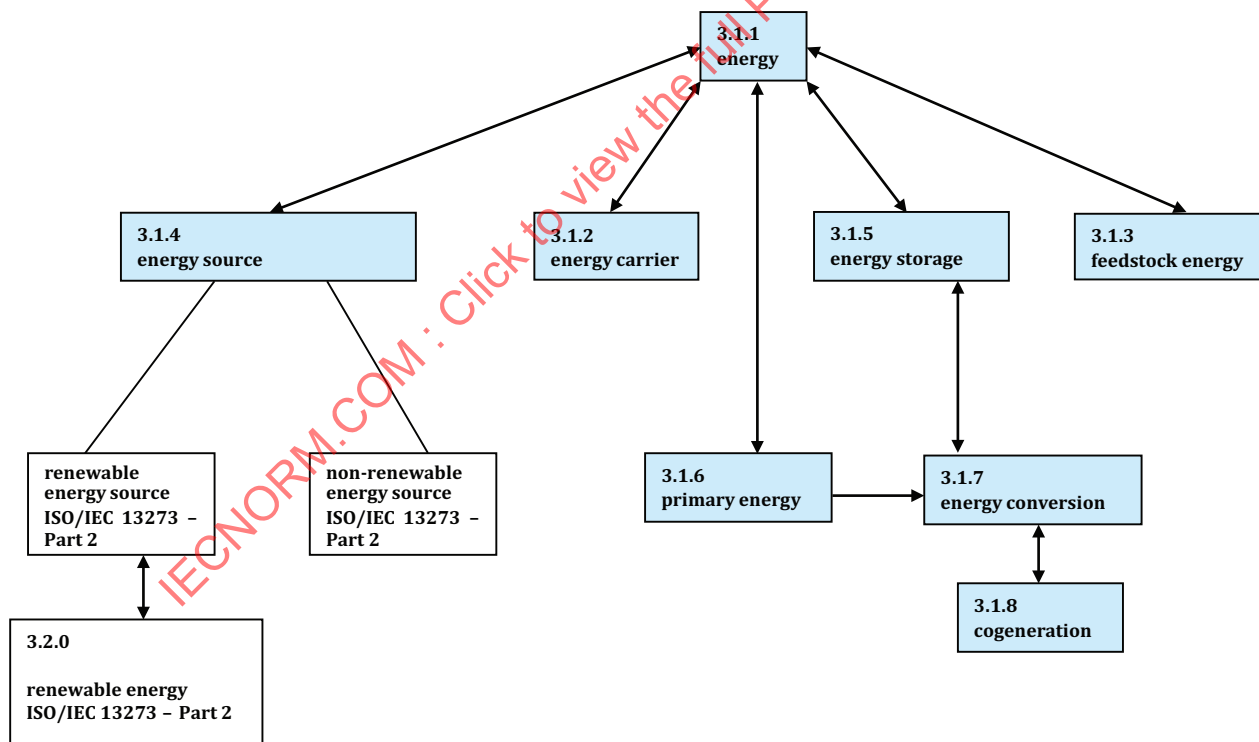 3.1.1
energy
3.1.4
energy source
3.1.2
energy carrier
3.1.5
energy storage
3.1.3
feedstock energy
renewable
energy source
ISO/IEC 13273 –
Part 2
non-renewable
energy source
ISO/IEC 13273 –
Part 2
3.1.6
primary energy
3.1.7
energy conversion
3.1.8
cogeneration
3.2.0
renewable energy
ISO/IEC 13273 – Part 2
IECNORM.COM : Click to view the full